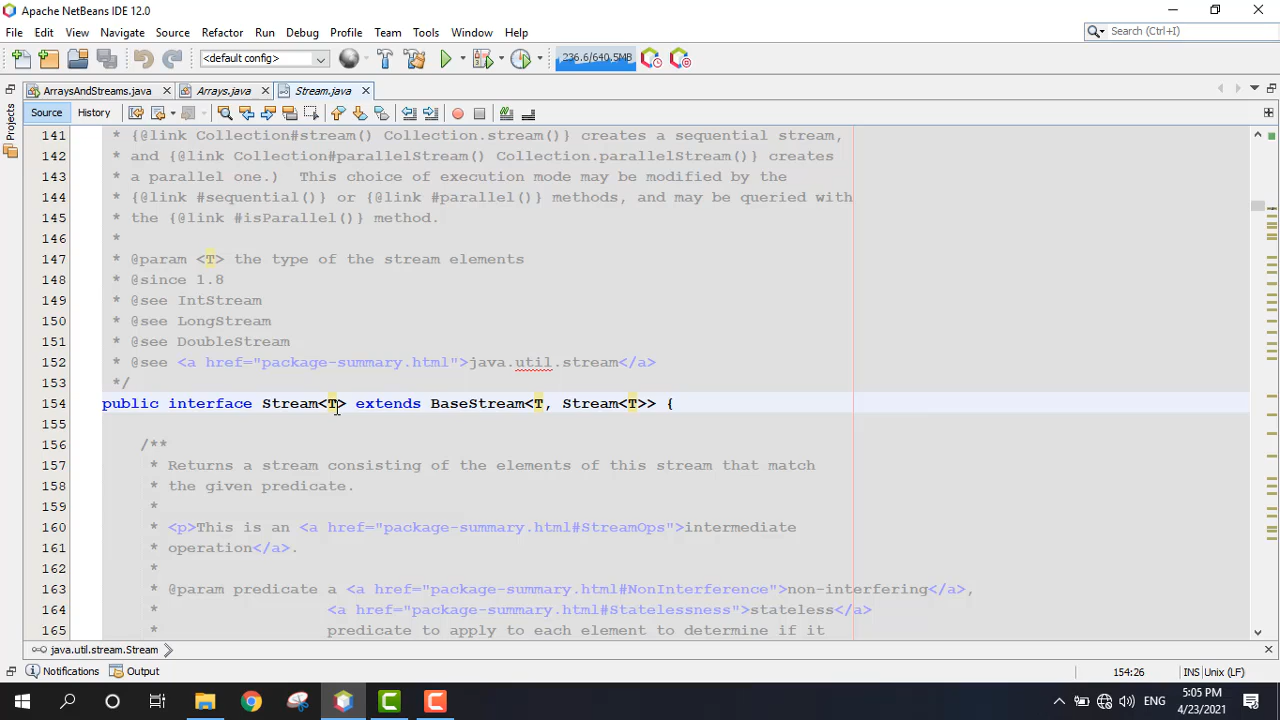 Apache NetBeans IDE 12.0
File Edit View Navigate Source Refactor Run Debug Profile Team Tools Window Help
Search (Ctrl+I)
<default config>
236.6/640.5MB
ArraysAndStreams.java Arrays.java Stream.java
Source History
Projects
141 * {@link Collection#stream() Collection.stream()} creates a sequential stream,
142 * and {@link Collection#parallelStream() Collection.parallelStream()} creates
143 * a parallel one.)  This choice of execution mode may be modified by the
144 * {@link #sequential()} or {@link #parallel()} methods, and may be queried with
145 * the {@link #isParallel()} method.
146 *
147 * @param <T> the type of the stream elements
148 * @since 1.8
149 * @see IntStream
150 * @see LongStream
151 * @see DoubleStream
152 * @see <a href="package-summary.html">java.util.stream</a>
153 */
154 public interface Stream<T> extends BaseStream<T, Stream<T>> {
155
156 /**
157 * Returns a stream consisting of the elements of this stream that match
158 * the given predicate.
159 *
160 * <p>This is an <a href="package-summary.html#StreamOps">intermediate
161 * operation</a>.
162 *
163 * @param predicate a <a href="package-summary.html#NonInterference">non-interfering</a>,
164 * <a href="package-summary.html#Statelessness">stateless</a>
165 * predicate to apply to each element to determine if it
java.util.stream.Stream
Notifications Output
154:26 INS Unix (LF)
ENG
5:05 PM
4/23/2021